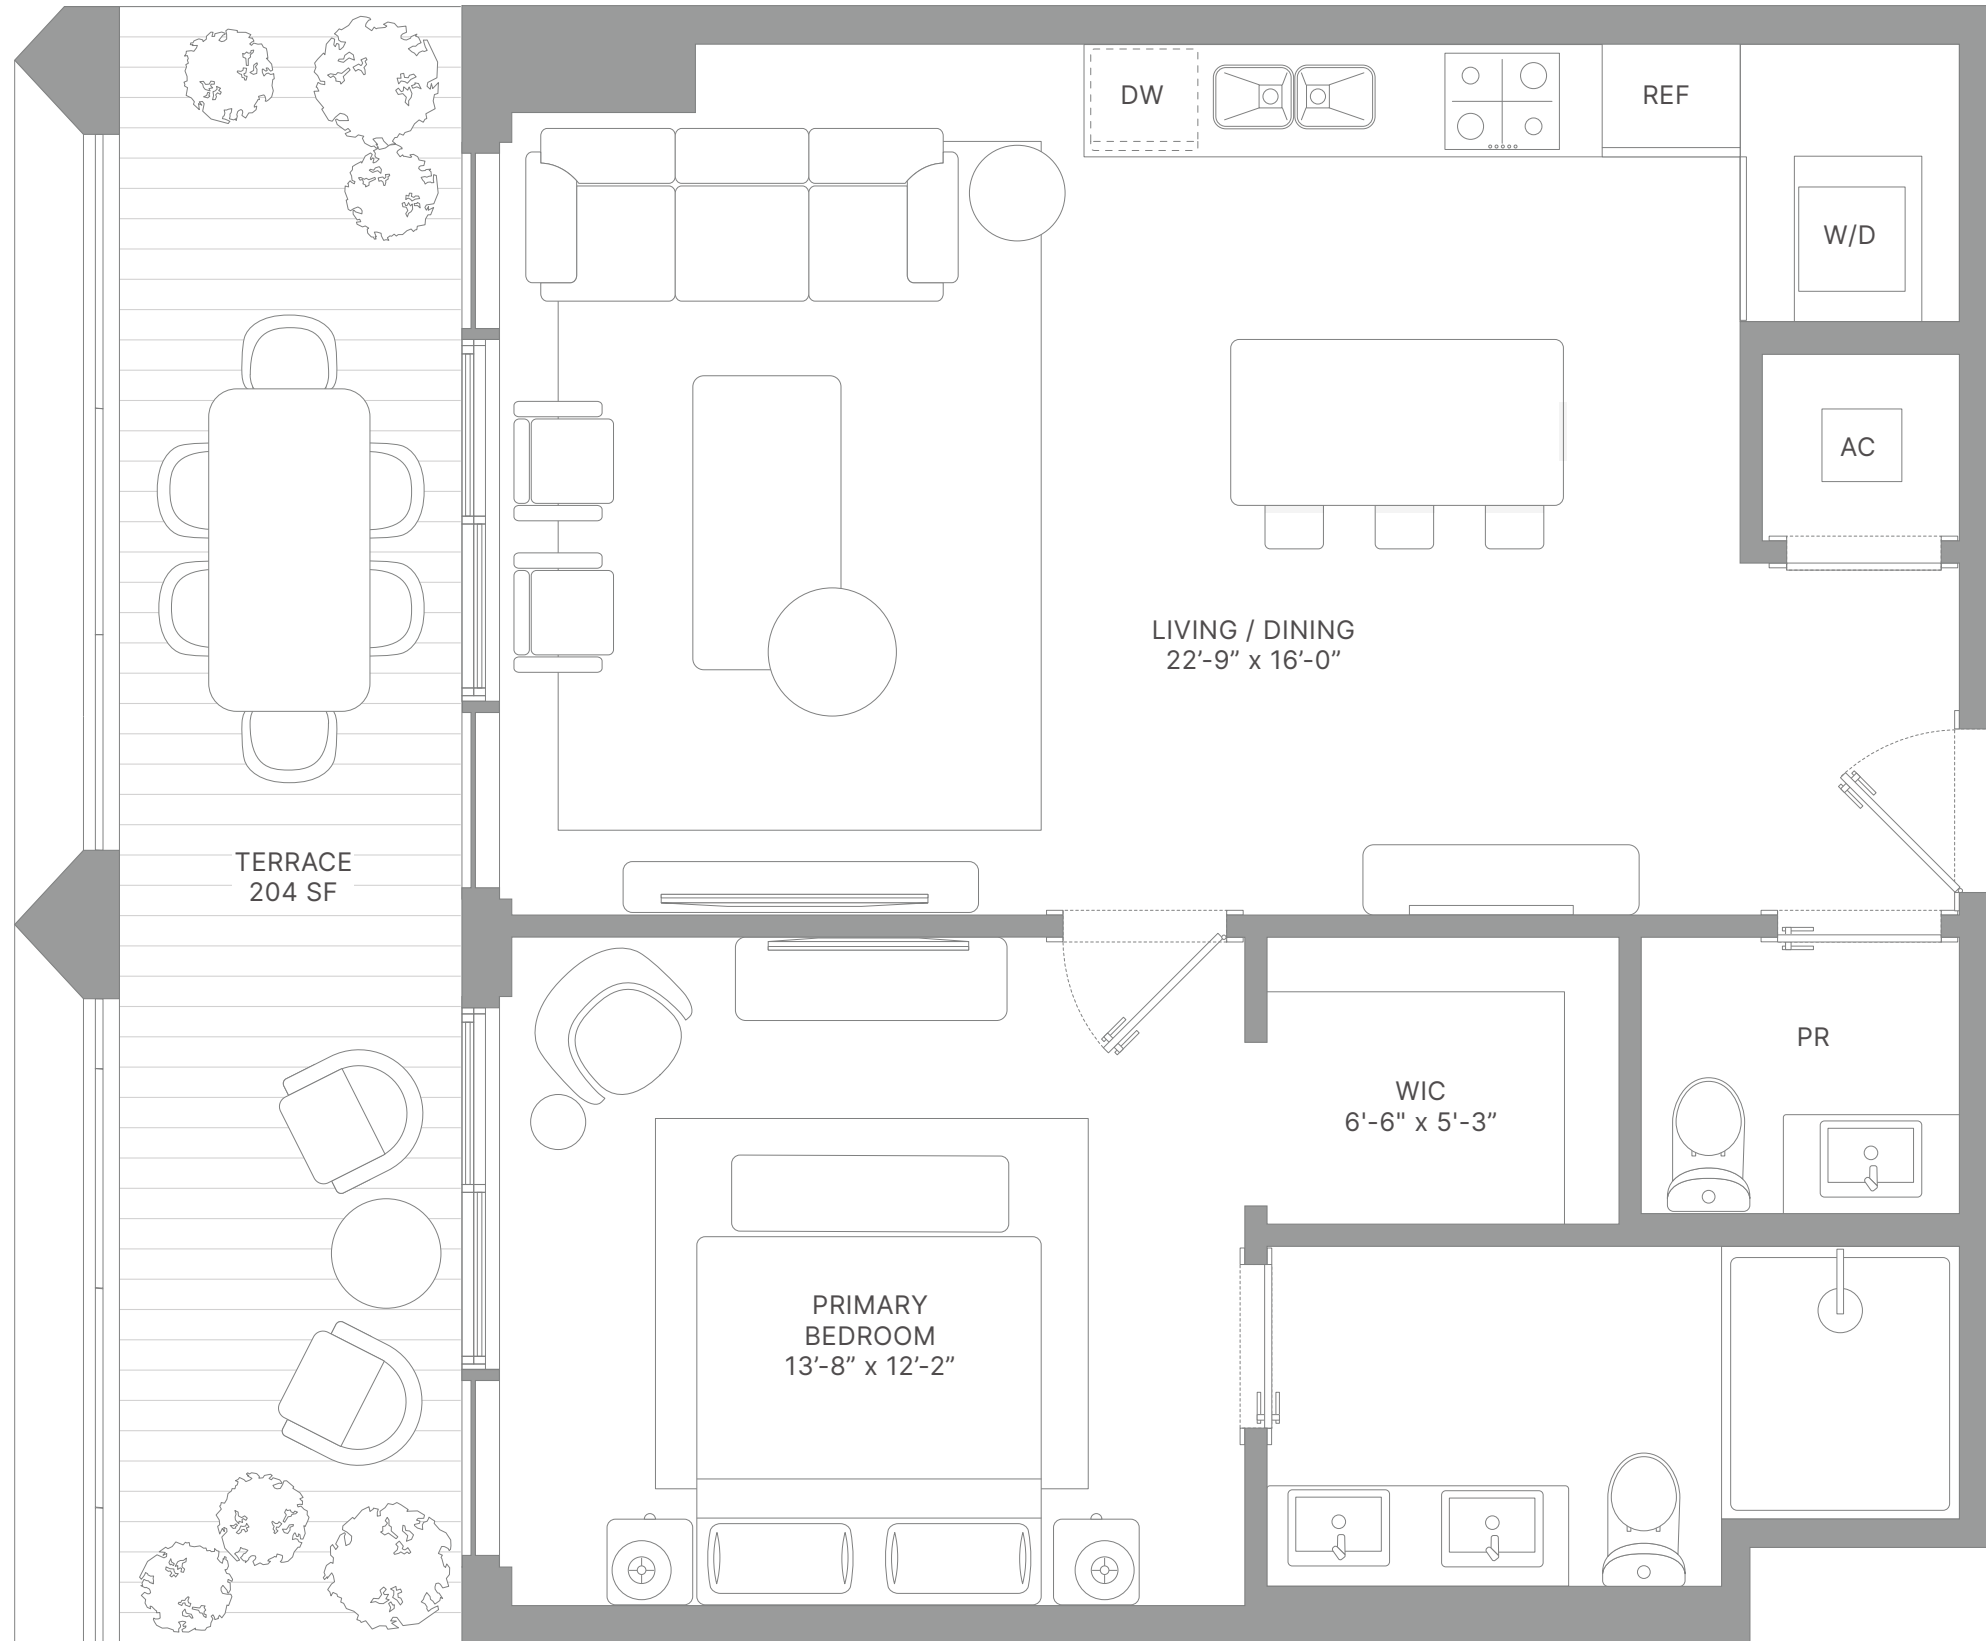 DW
REF
W/D
AC
LIVING / DINING
22’-9” x 16’-0”
TERRACE
204 SF
PR
WIC
6'-6" x 5'-3”
PRIMARY
BEDROOM
13’-8” x 12’-2”